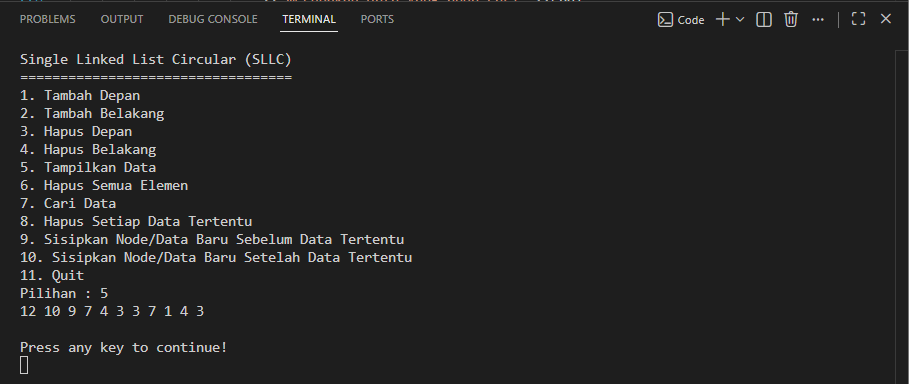 PROBLEMS OUTPUT DEBUG CONSOLE TERMINAL PORTS Code
Single Linked List Circular (SLLC)
==================================
1. Tambah Depan
2. Tambah Belakang
3. Hapus Depan
4. Hapus Belakang
5. Tampilkan Data
6. Hapus Semua Elemen
7. Cari Data
8. Hapus Setiap Data Tertentu
9. Sisipkan Node/Data Baru Sebelum Data Tertentu
10. Sisipkan Node/Data Baru Setelah Data Tertentu
11. Quit
Pilihan : 5
12 10 9 7 4 3 3 7 1 4 3
Press any key to continue!